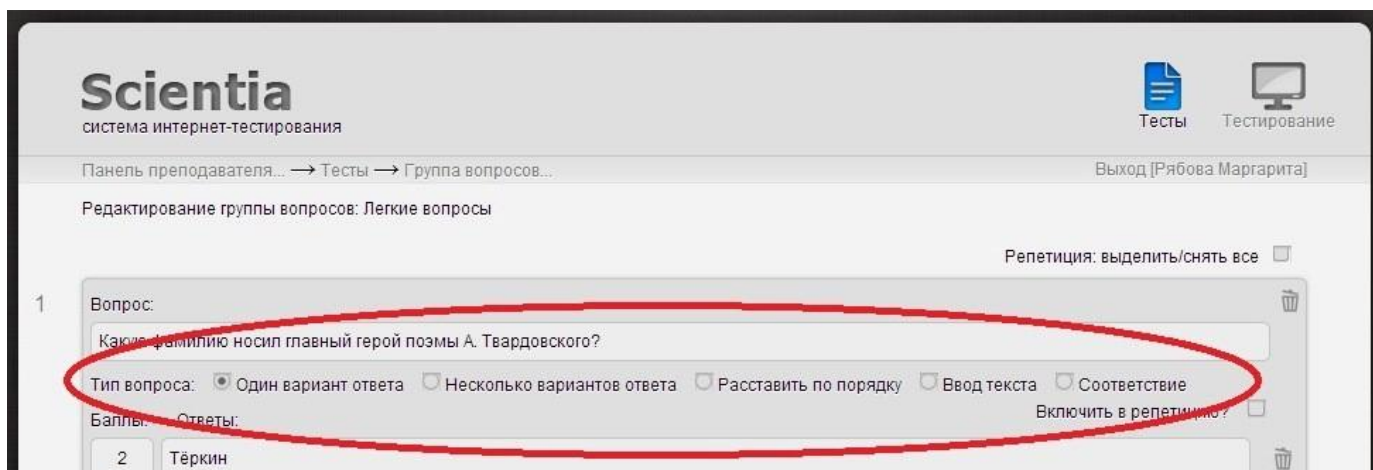 Scientia
система интернет-тестирования
Тесты Тестирование
Панель преподавателя... → Тесты → Группа вопросов... Выход [Рябова Маргарита]
Редактирование группы вопросов: Легкие вопросы
Репетиция: выделить/снять все
1 Вопрос:
Какую фамилию носил главный герой поэмы А. Твардовского?
Тип вопроса: Один вариант ответа Несколько вариантов ответа Расставить по порядку Ввод текста Соответствие
Баллы: Ответы: Включить в репетицию?
2 Тёркин